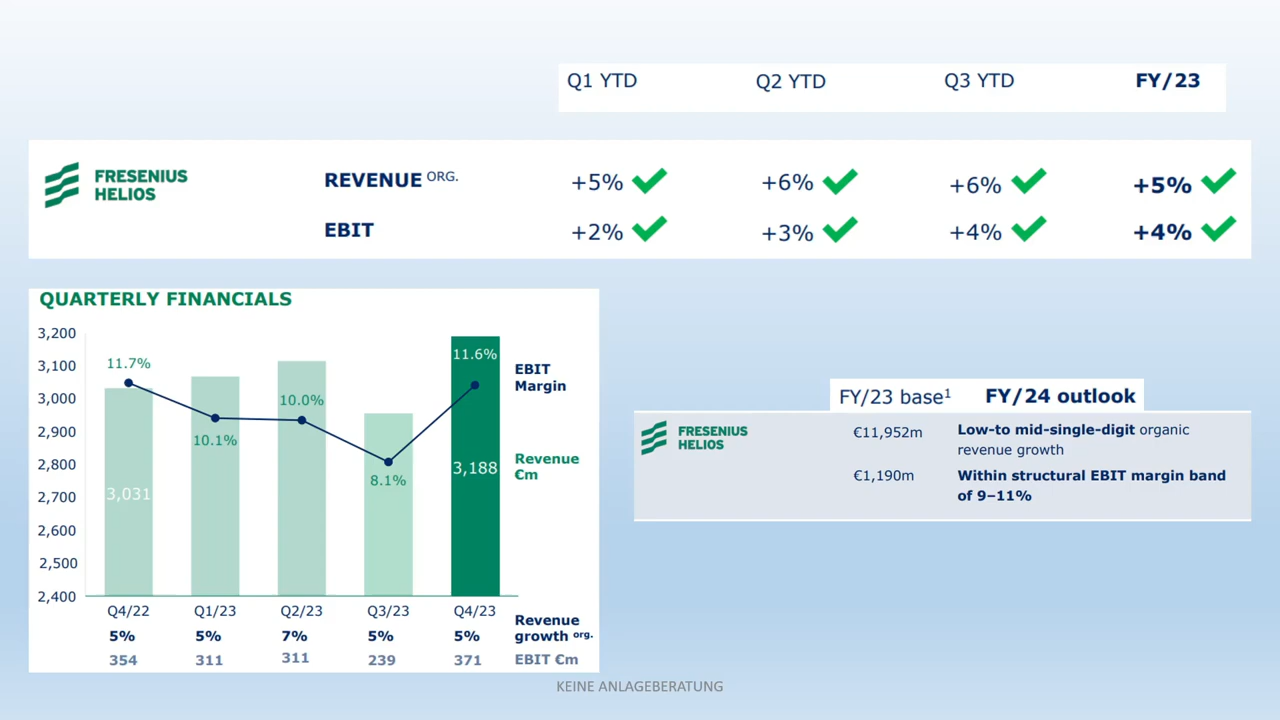 Q1 YTD Q2 YTD Q3 YTD FY/23
FRESENIUS
HELIOS
REVENUE ORG. +5% +6% +6% +5%
EBIT +2% +3% +4% +4%
QUARTERLY FINANCIALS
3,200
3,100
3,000
2,900
2,800
2,700
2,600
2,500
2,400
11.7%
10.1%
10.0%
8.1%
11.6%
3,031
3,188
EBIT
Margin
Revenue
€m
Q4/22 Q1/23 Q2/23 Q3/23 Q4/23
5% 5% 7% 5% 5% Revenue
growth org.
354 311 311 239 371 EBIT €m
FY/23 base¹ FY/24 outlook
FRESENIUS
HELIOS
€11,952m Low-to mid-single-digit organic
revenue growth
€1,190m Within structural EBIT margin band
of 9–11%
KEINE ANLAGEBERATUNG